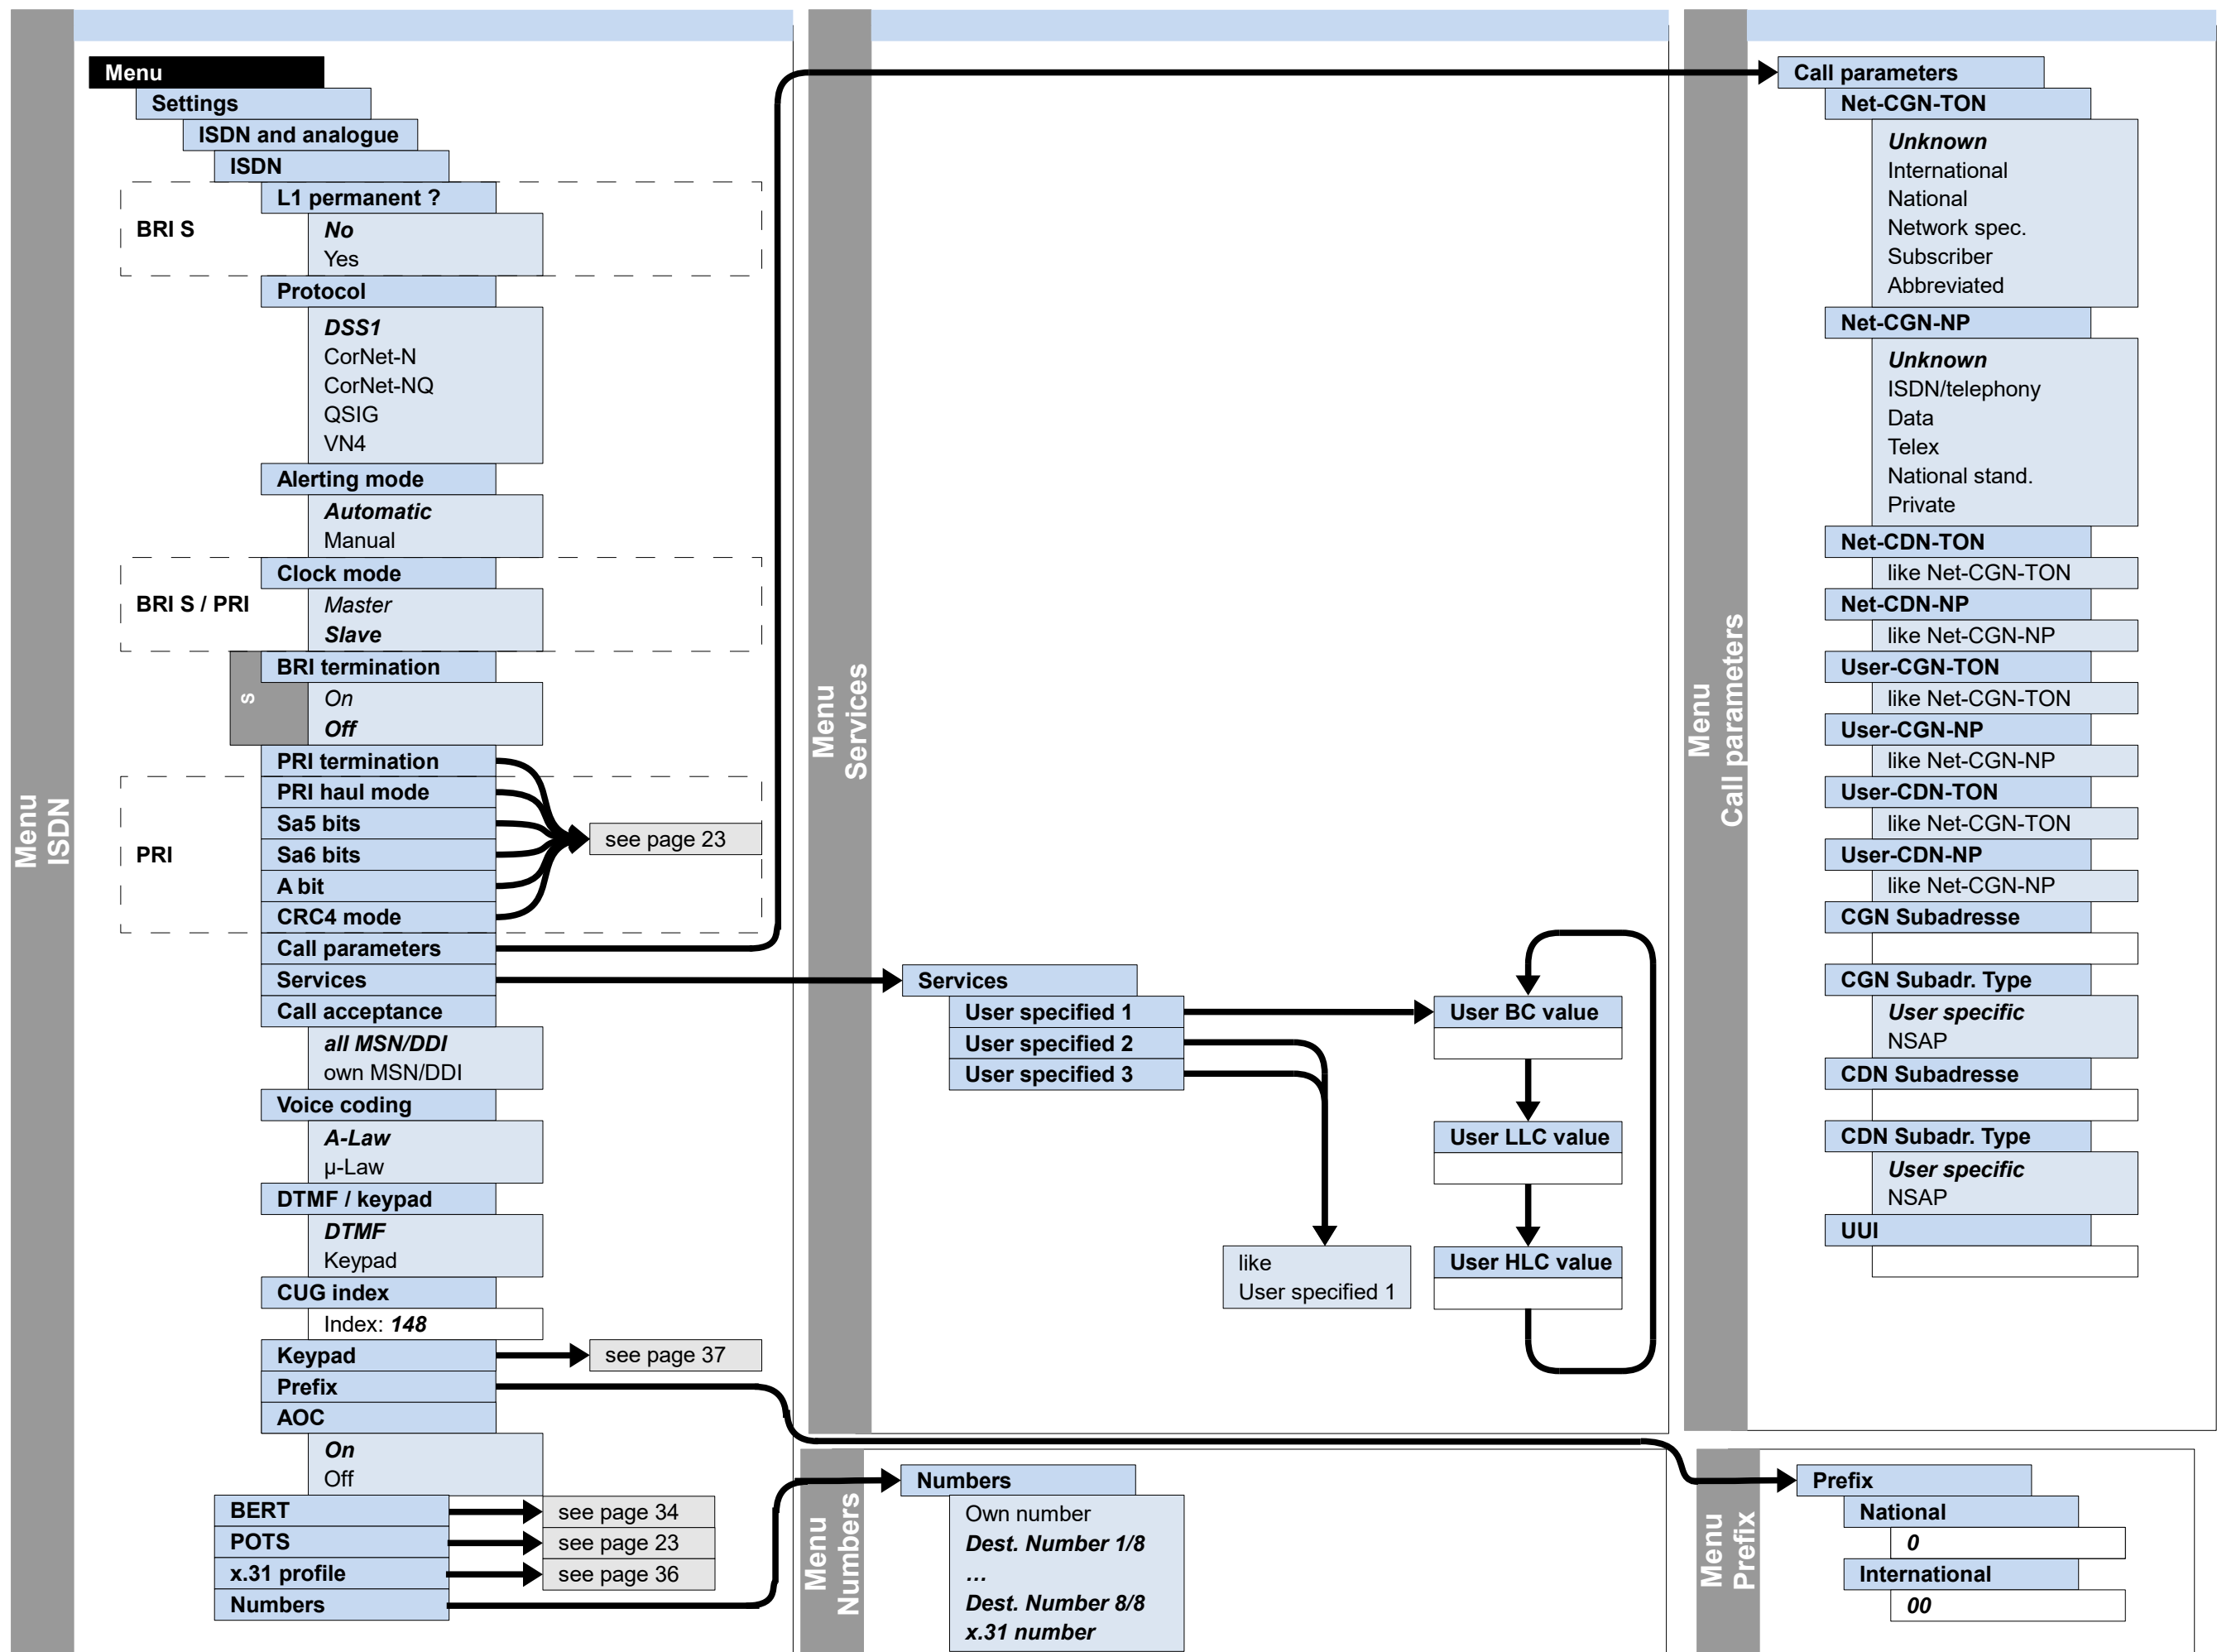 Menu
ISDN
Menu
Settings
ISDN and analogue
ISDN
L1 permanent ?
BRI S
No
Yes
Protocol
DSS1
CorNet-N
CorNet-NQ
QSIG
VN4
Alerting mode
Automatic
Manual
Clock mode
BRI S / PRI
Master
Slave
BRI termination
S
On
Off
PRI termination
PRI haul mode
Sa5 bits
see page 23
Sa6 bits
PRI
A bit
CRC4 mode
Call parameters
Services
Call acceptance
all MSN/DDI
own MSN/DDI
Voice coding
A-Law
µ-Law
DTMF / keypad
DTMF
Keypad
CUG index
Index: 148
Keypad
see page 37
Prefix
AOC
On
Off
BERT
see page 34
POTS
see page 23
x.31 profile
see page 36
Numbers
Menu
Services
Services
User specified 1
User specified 2
User specified 3
like
User specified 1
User BC value
User LLC value
User HLC value
Menu
Numbers
Numbers
Own number
Dest. Number 1/8
…
Dest. Number 8/8
x.31 number
Menu
Call parameters
Call parameters
Net-CGN-TON
Unknown
International
National
Network spec.
Subscriber
Abbreviated
Net-CGN-NP
Unknown
ISDN/telephony
Data
Telex
National stand.
Private
Net-CDN-TON
like Net-CGN-TON
Net-CDN-NP
like Net-CGN-NP
User-CGN-TON
like Net-CGN-TON
User-CGN-NP
like Net-CGN-NP
User-CDN-TON
like Net-CGN-TON
User-CDN-NP
like Net-CGN-NP
CGN Subadresse
CGN Subadr. Type
User specific
NSAP
CDN Subadresse
CDN Subadr. Type
User specific
NSAP
UUI
Menu
Prefix
Prefix
National
0
International
00